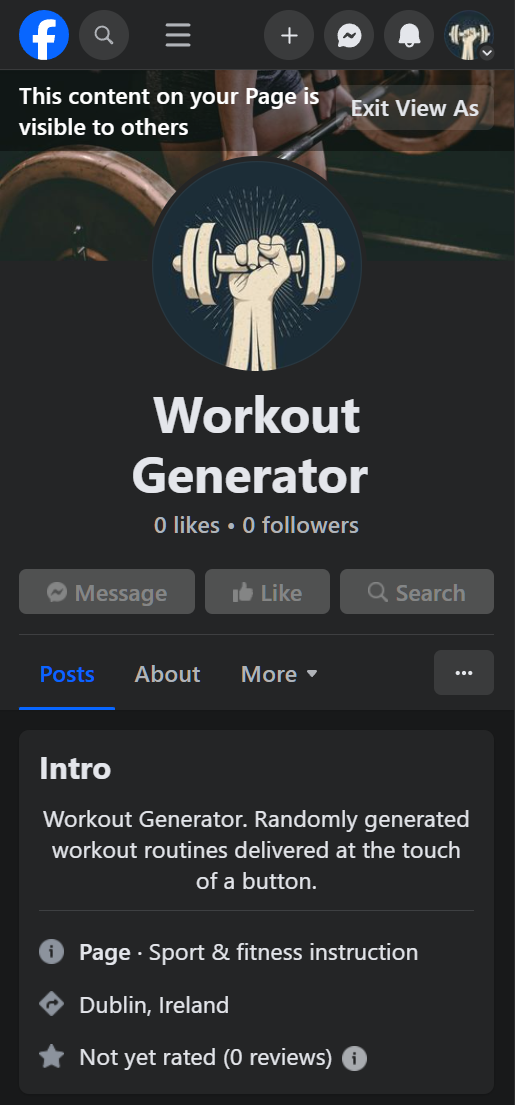 This content on your Page is
visible to others
Exit View As
Workout
Generator
0 likes • 0 followers
Message
Like
Search
Posts
About
More
Intro
Workout Generator. Randomly generated
workout routines delivered at the touch
of a button.
Page · Sport & fitness instruction
Dublin, Ireland
Not yet rated (0 reviews)